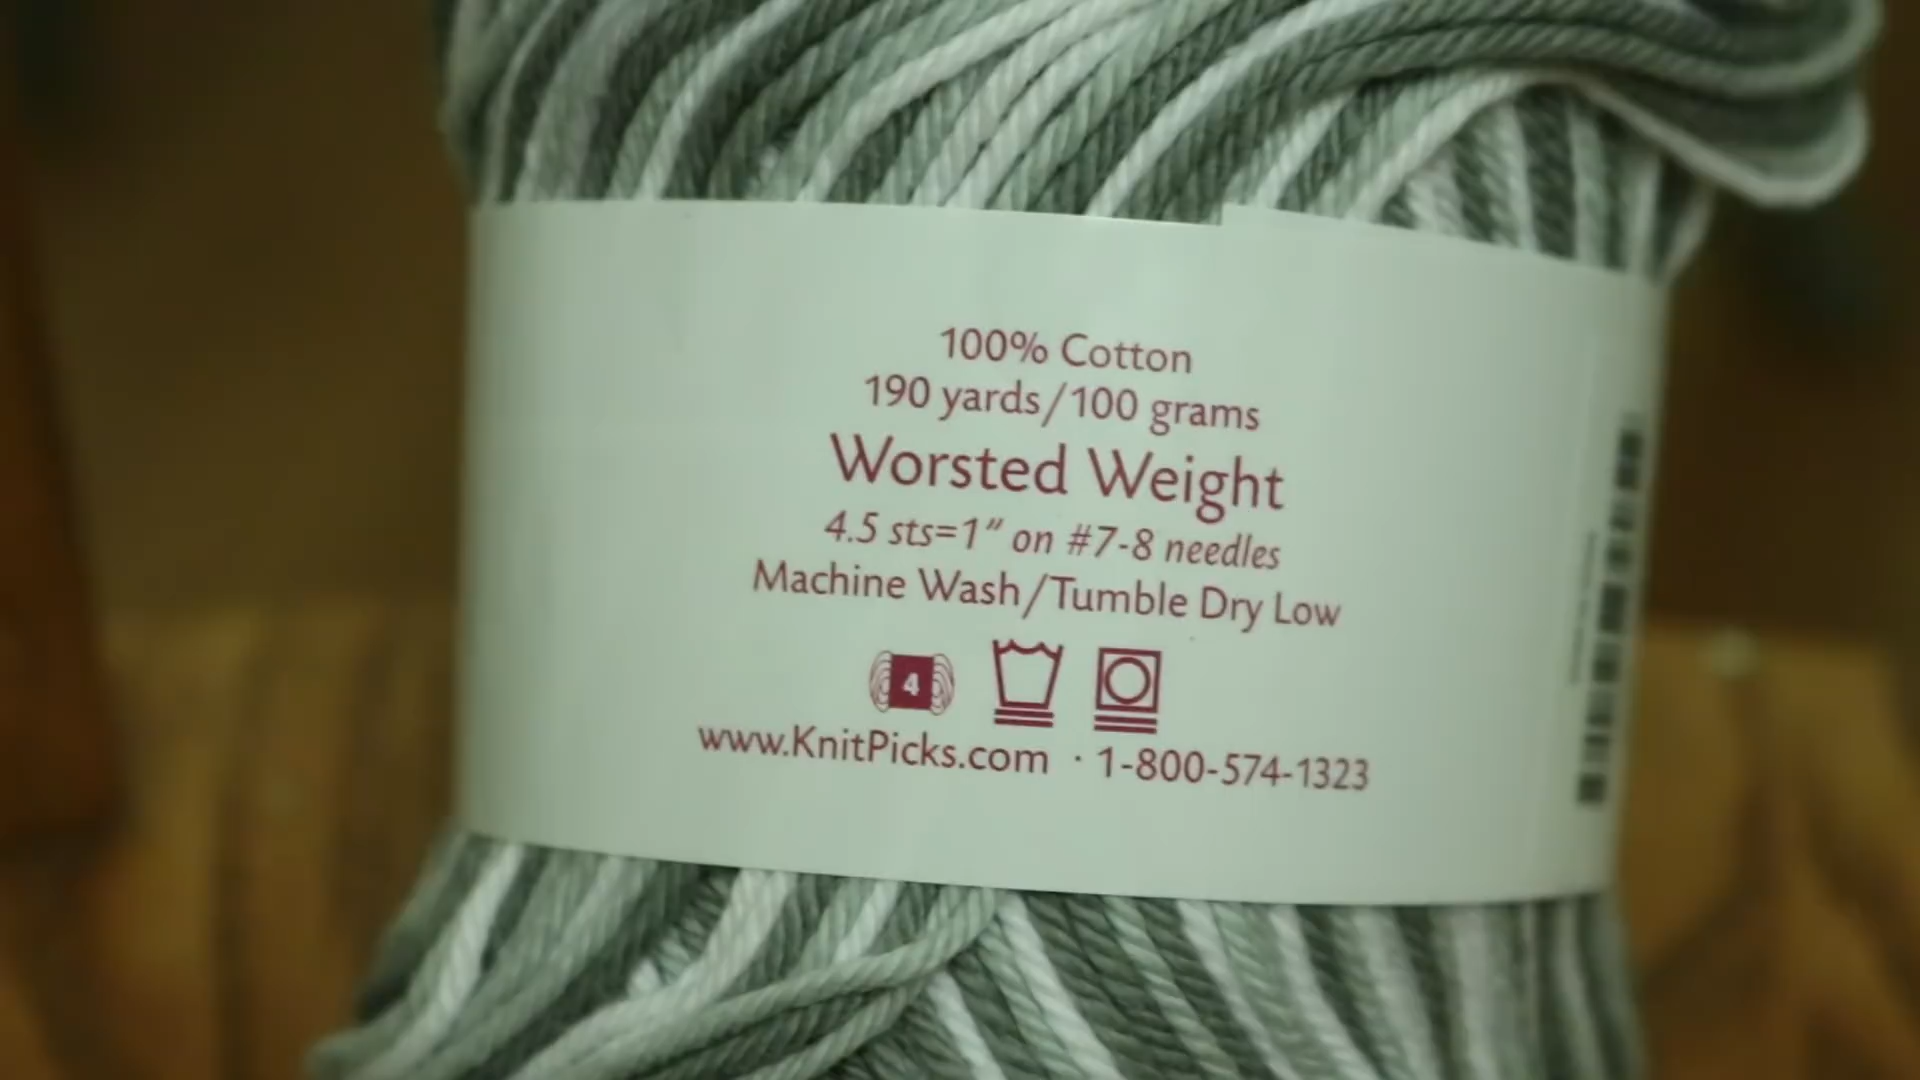 100% Cotton
190 yards/100 grams
Worsted Weight
4.5 sts=1" on #7-8 needles
Machine Wash/Tumble Dry Low
4
www.KnitPicks.com · 1-800-574-1323